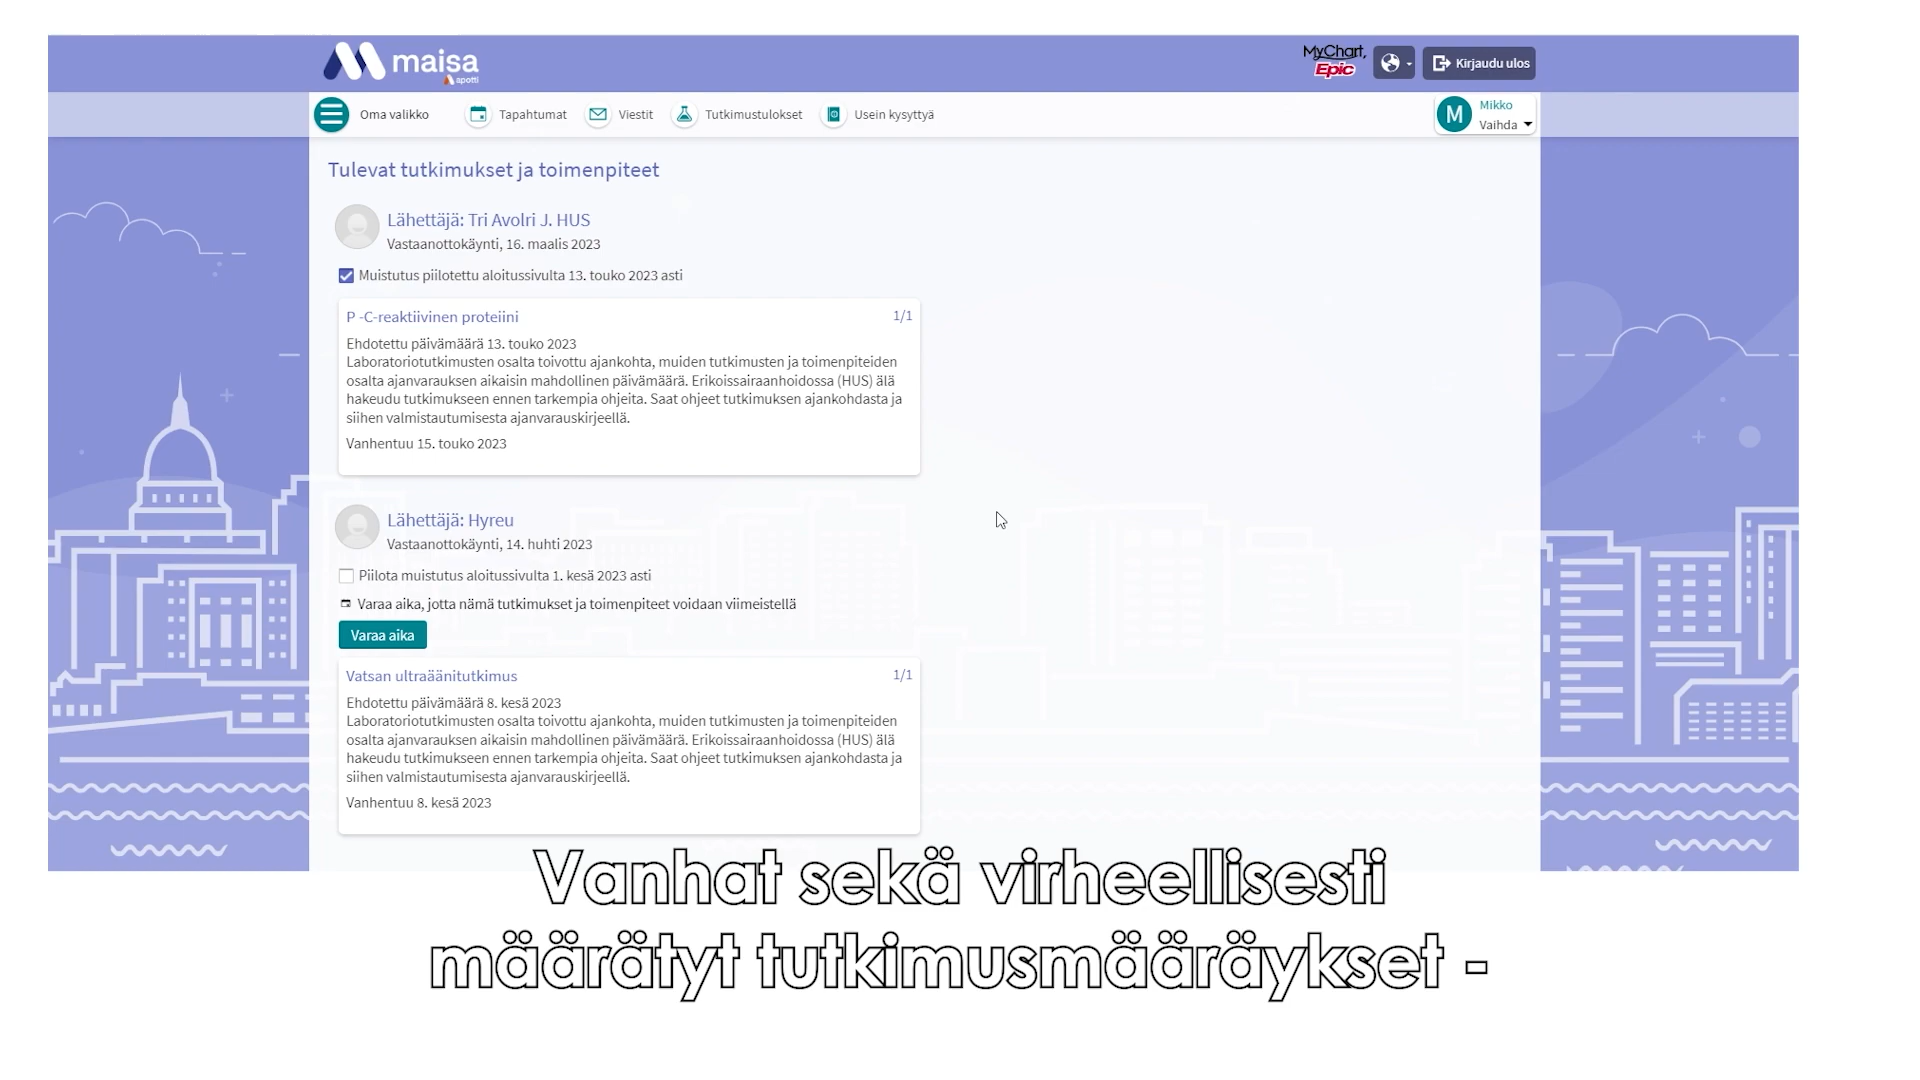 maisa
apotti
MyChart
Epic
Kirjaudu ulos
Oma valikko
Tapahtumat
Viestit
Tutkimustulokset
Usein kysyttyä
M
Mikko
Vaihda
Tulevat tutkimukset ja toimenpiteet
Lähettäjä: Tri Avolri J. HUS
Vastaanottokäynti, 16. maalis 2023
Muistutus piilotettu aloitussivulta 13. touko 2023 asti
P -C-reaktiivinen proteiini 1/1
Ehdotettu päivämäärä 13. touko 2023
Laboratoriotutkimusten osalta toivottu ajankohta, muiden tutkimusten ja toimenpiteiden
osalta ajanvarauksen aikaisin mahdollinen päivämäärä. Erikoissairaanhoidossa (HUS) älä
hakeudu tutkimukseen ennen tarkempia ohjeita. Saat ohjeet tutkimuksen ajankohdasta ja
siihen valmistautumisesta ajanvarauskirjeellä.
Vanhentuu 15. touko 2023
Lähettäjä: Hyreu
Vastaanottokäynti, 14. huhti 2023
Piilota muistutus aloitussivulta 1. kesä 2023 asti
Varaa aika, jotta nämä tutkimukset ja toimenpiteet voidaan viimeistellä
Varaa aika
Vatsan ultraäänitutkimus 1/1
Ehdotettu päivämäärä 8. kesä 2023
Laboratoriotutkimusten osalta toivottu ajankohta, muiden tutkimusten ja toimenpiteiden
osalta ajanvarauksen aikaisin mahdollinen päivämäärä. Erikoissairaanhoidossa (HUS) älä
hakeudu tutkimukseen ennen tarkempia ohjeita. Saat ohjeet tutkimuksen ajankohdasta ja
siihen valmistautumisesta ajanvarauskirjeellä.
Vanhentuu 8. kesä 2023
Vanhat sekä virheellisesti
määrätyt tutkimusmääräykset -